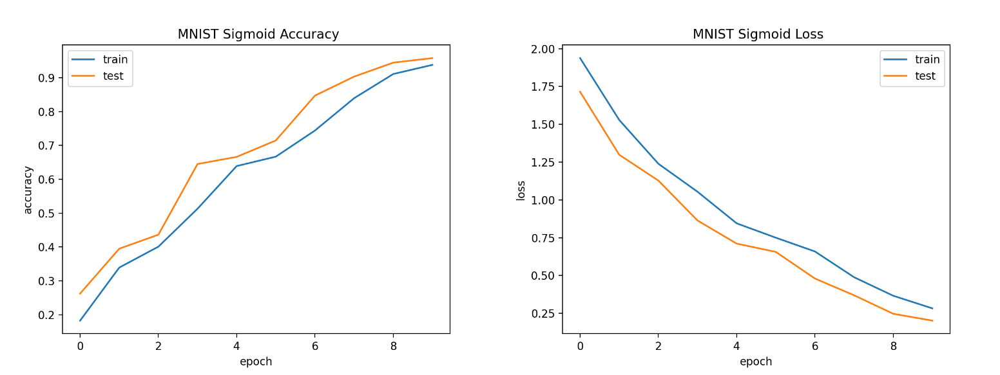 MNIST Sigmoid Accuracy
train
test
0.9
0.8
0.7
0.6
0.5
0.4
0.3
0.2
accuracy
0 2 4 6 8
epoch
MNIST Sigmoid Loss
train
test
2.00
1.75
1.50
1.25
1.00
0.75
0.50
0.25
loss
0 2 4 6 8
epoch